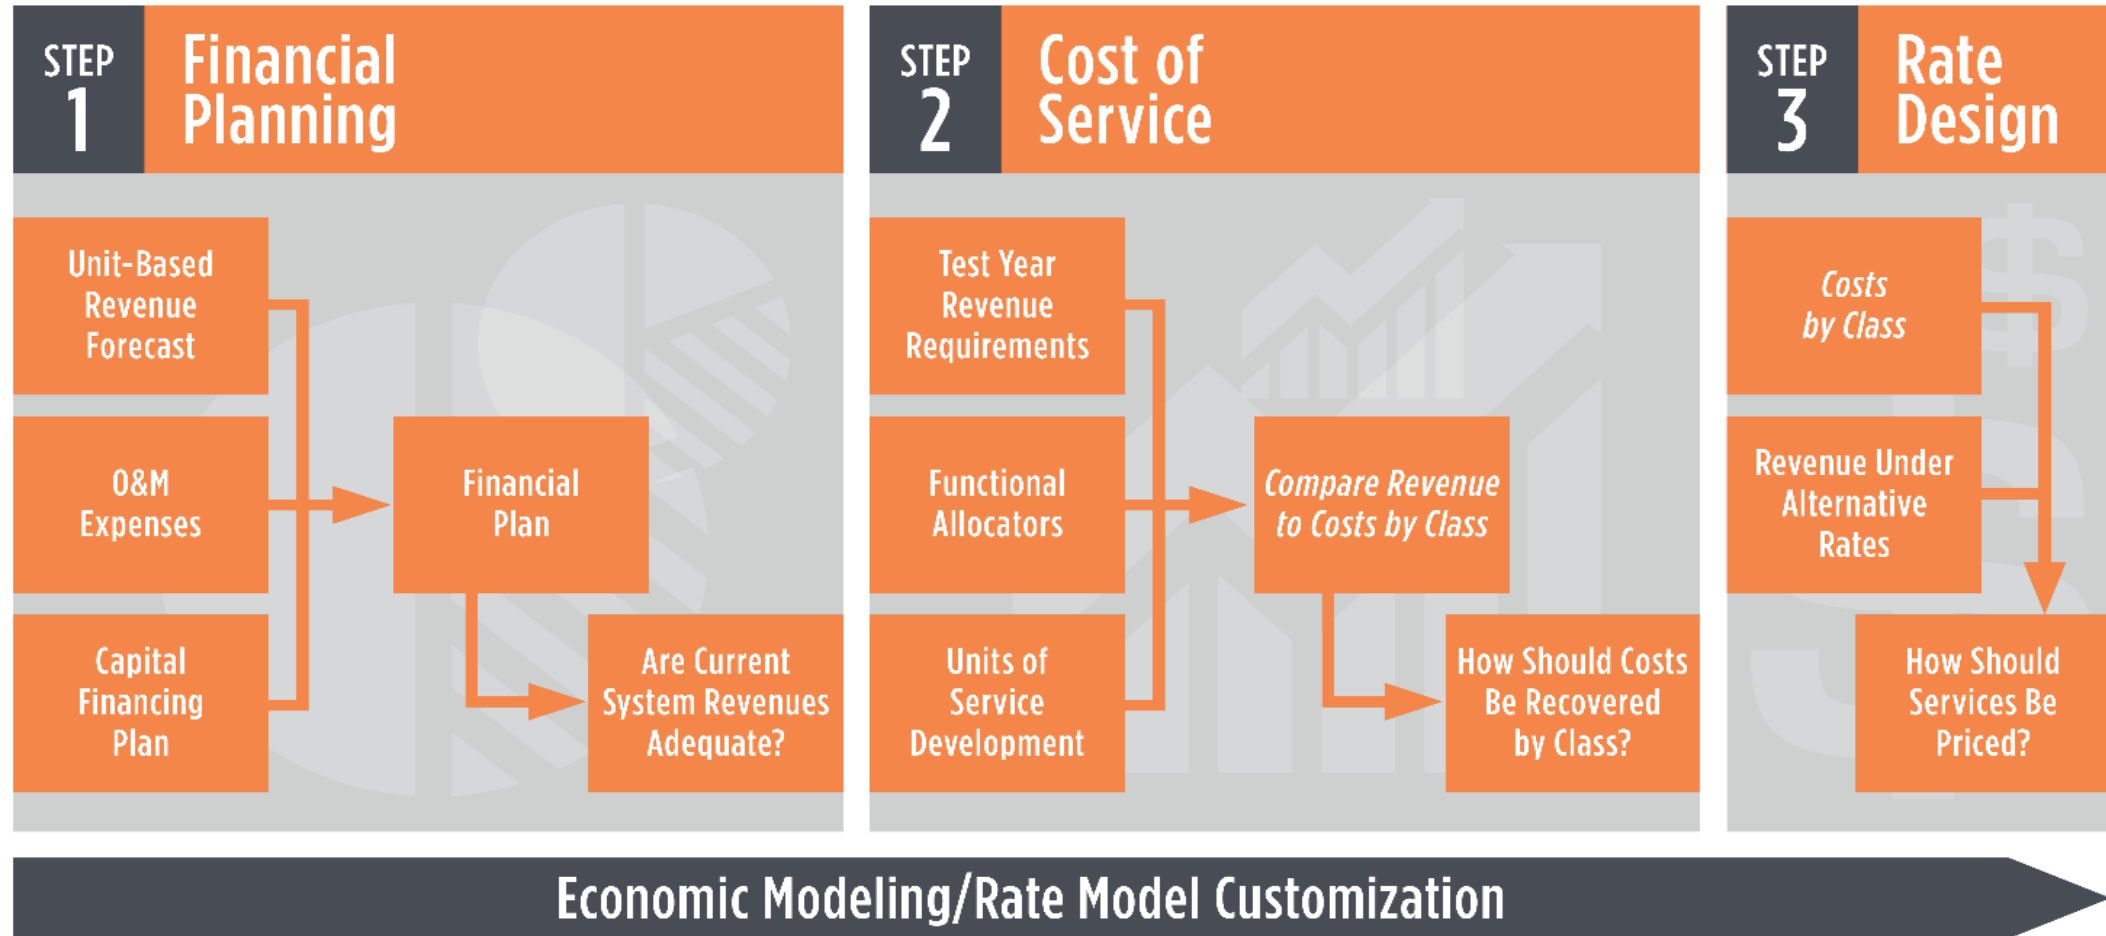 STEP
1
Financial
Planning
Unit-Based
Revenue
Forecast
O&M
Expenses
Capital
Financing
Plan
Financial
Plan
Are Current
System Revenues
Adequate?
STEP
2
Cost of
Service
Test Year
Revenue
Requirements
Functional
Allocators
Units of
Service
Development
Compare Revenue
to Costs by Class
How Should Costs
Be Recovered
by Class?
STEP
3
Rate
Design
Costs
by Class
Revenue Under
Alternative
Rates
How Should
Services Be
Priced?
Economic Modeling/Rate Model Customization